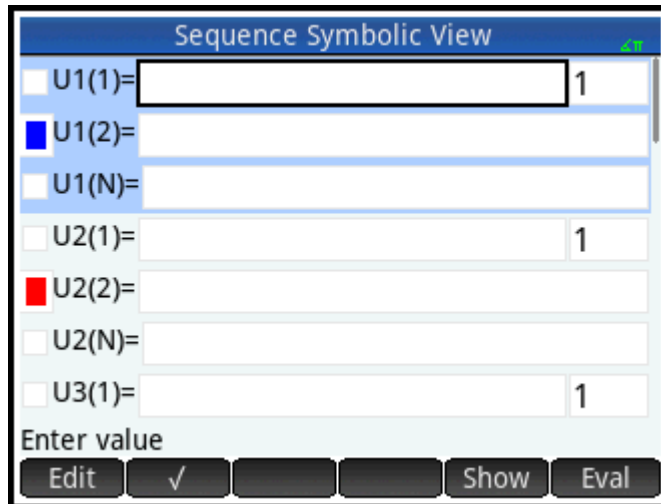 Sequence Symbolic View
∡π
U1(1)= 1
U1(2)=
U1(N)=
U2(1)= 1
U2(2)=
U2(N)=
U3(1)= 1
Enter value
Edit √ Show Eval